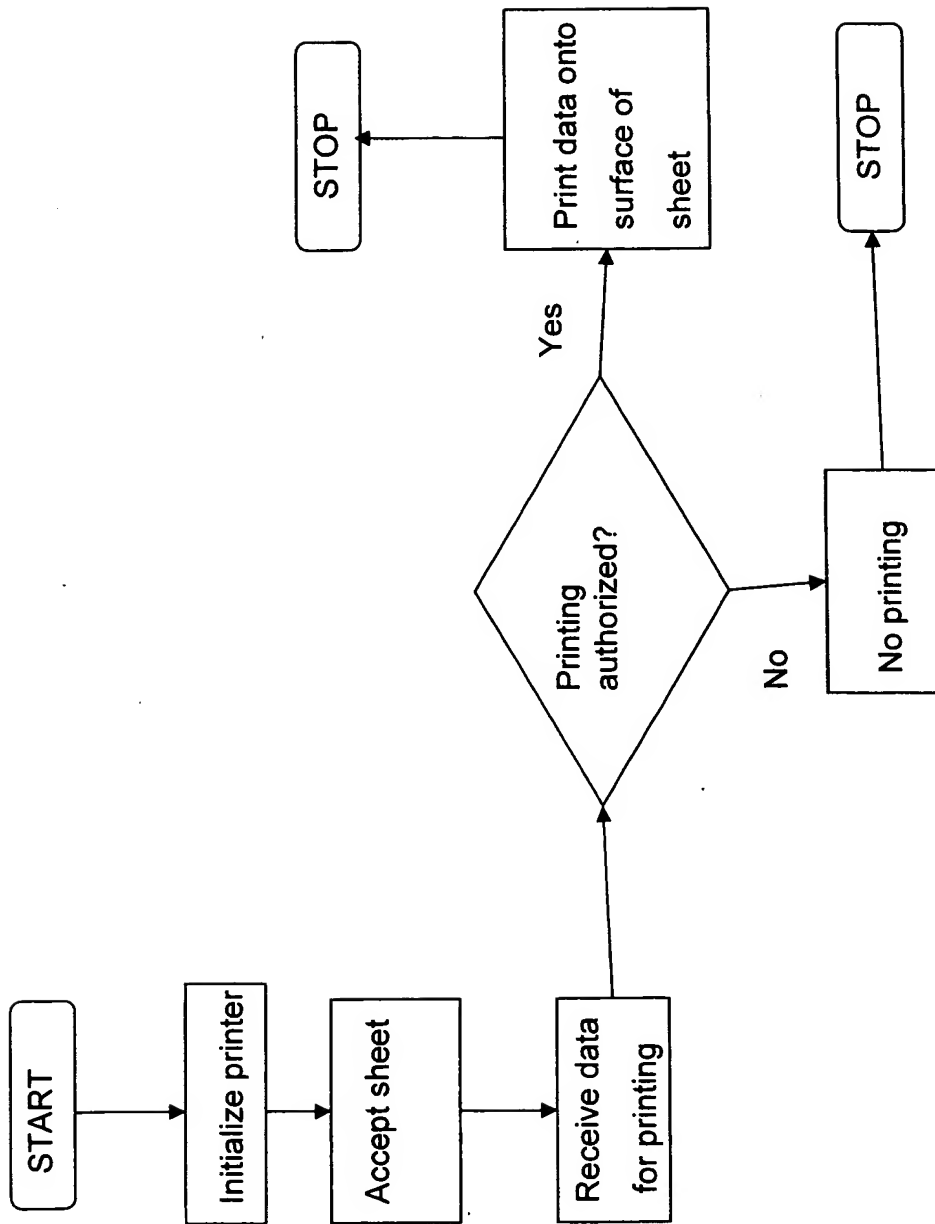 START
Initialize printer
Accept sheet
Receive data
for printing
Printing
authorized?
Yes
Print data onto
surface of
sheet
STOP
No
No printing
STOP